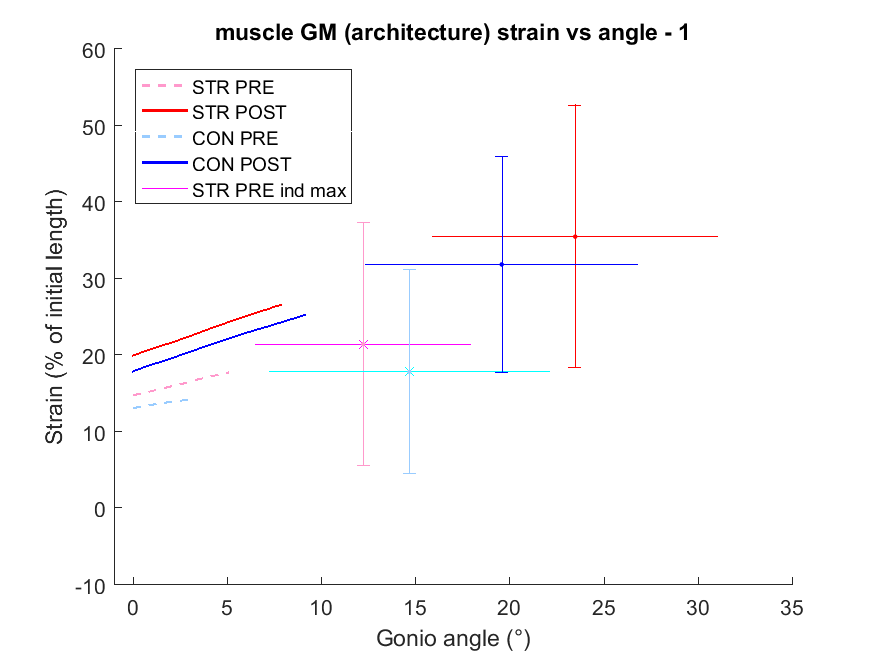 muscle GM (architecture) strain vs angle - 1
60
50
40
30
20
10
0
-10
Strain (% of initial length)
STR PRE
STR POST
CON PRE
CON POST
STR PRE ind max
0 5 10 15 20 25 30 35
Gonio angle (°)